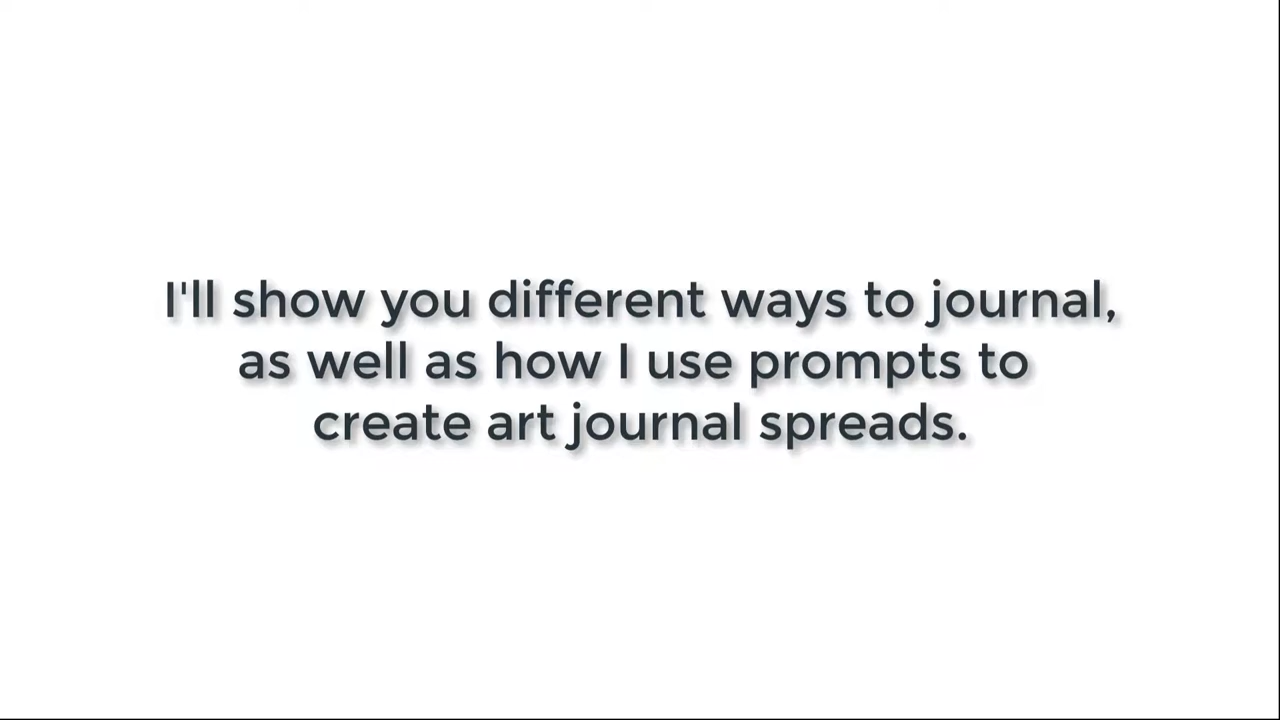 I'll show you different ways to journal,
as well as how I use prompts to
create art journal spreads.